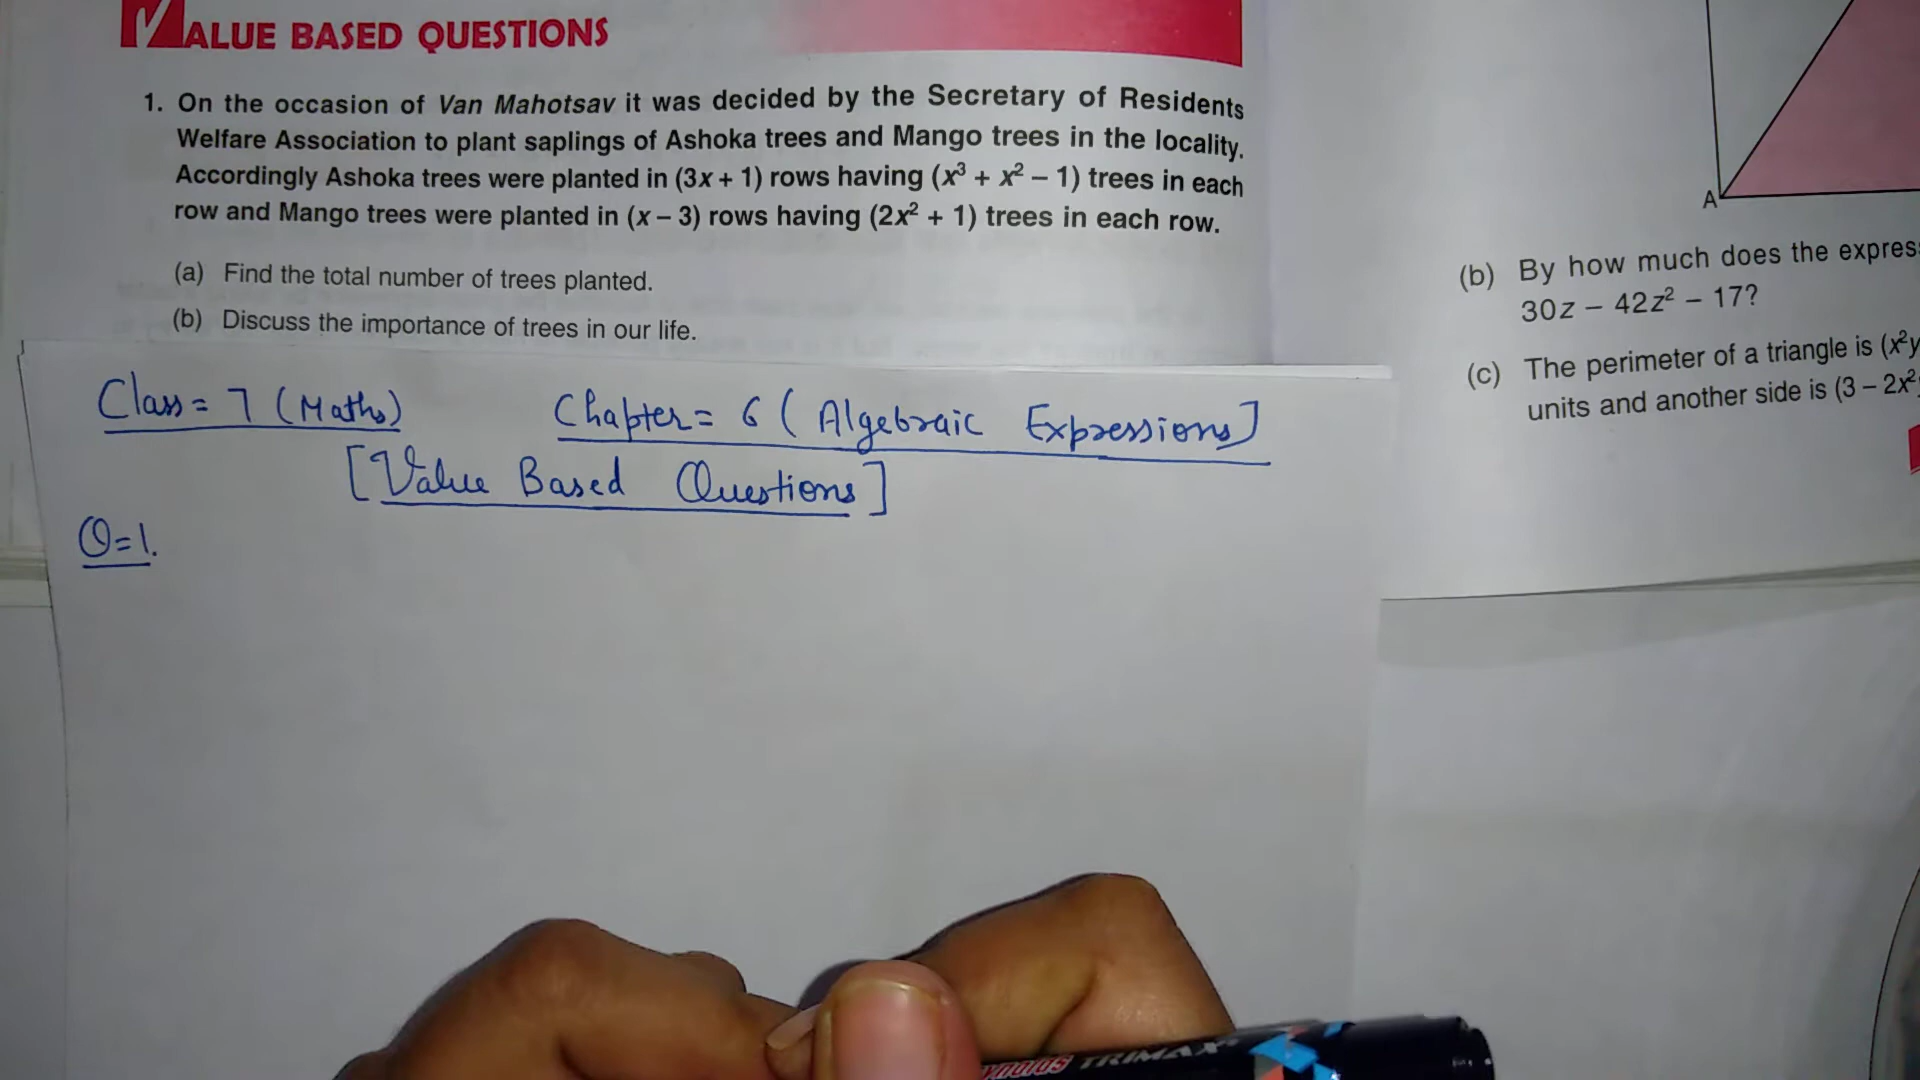 VALUE BASED QUESTIONS
1. On the occasion of Van Mahotsav it was decided by the Secretary of Residents
Welfare Association to plant saplings of Ashoka trees and Mango trees in the locality.
Accordingly Ashoka trees were planted in (3x + 1) rows having (x³ + x² – 1) trees in each
row and Mango trees were planted in (x – 3) rows having (2x² + 1) trees in each row.
(a) Find the total number of trees planted.
(b) Discuss the importance of trees in our life.
Class = 7 (Maths) Chapter = 6 ( Algebraic Expressions]
[Value Based Questions]
Q=1.
A
(b) By how much does the
30z – 42z² – 17?
(c) The perimeter of a triangle is (x²y
units and another side is (3 – 2x²
Reynolds TRIMAX